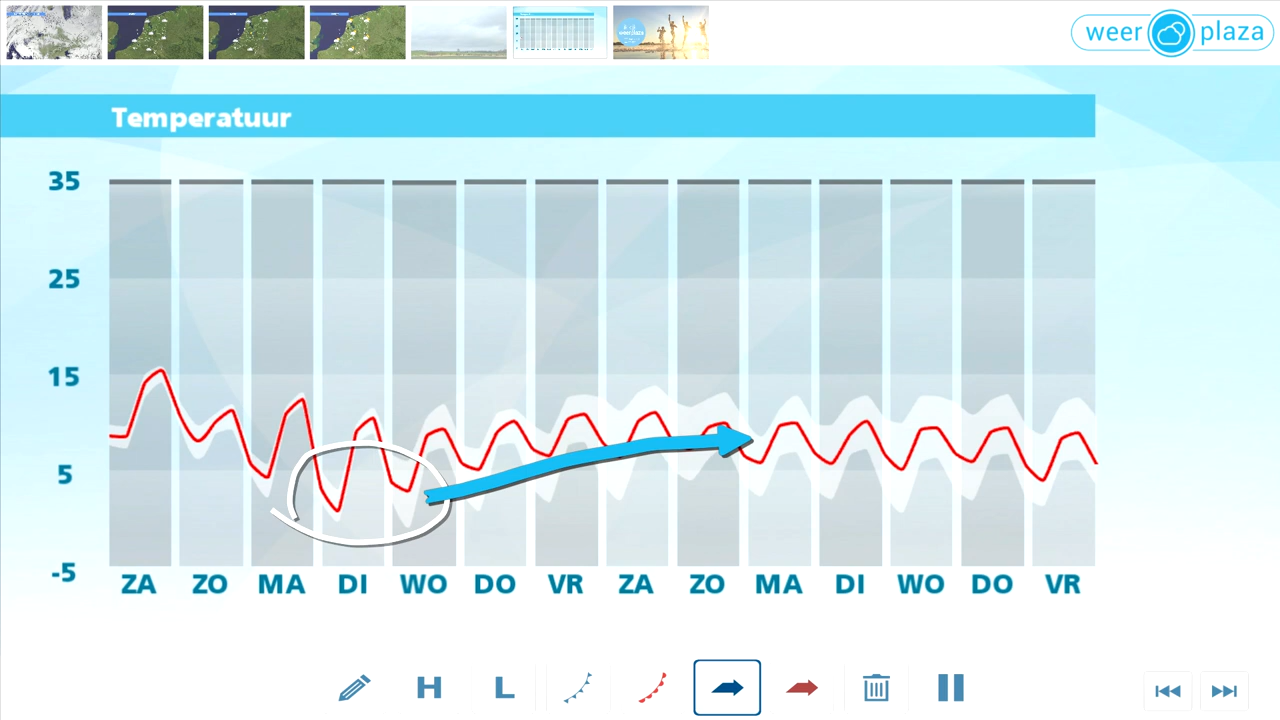 weer plaza
Temperatuur
35
25
15
5
-5
ZA ZO MA DI WO DO VR ZA ZO MA DI WO DO VR
H L